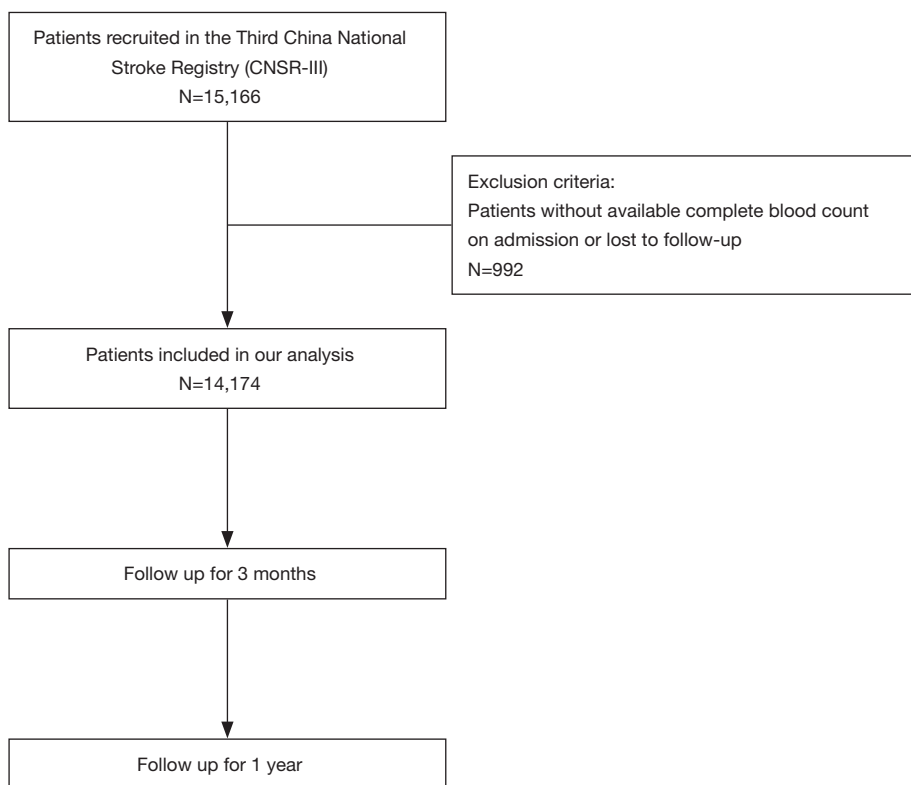 Patients recruited in the Third China National
Stroke Registry (CNSR-III)
N=15,166
Exclusion criteria:
Patients without available complete blood count
on admission or lost to follow-up
N=992
Patients included in our analysis
N=14,174
Follow up for 3 months
Follow up for 1 year